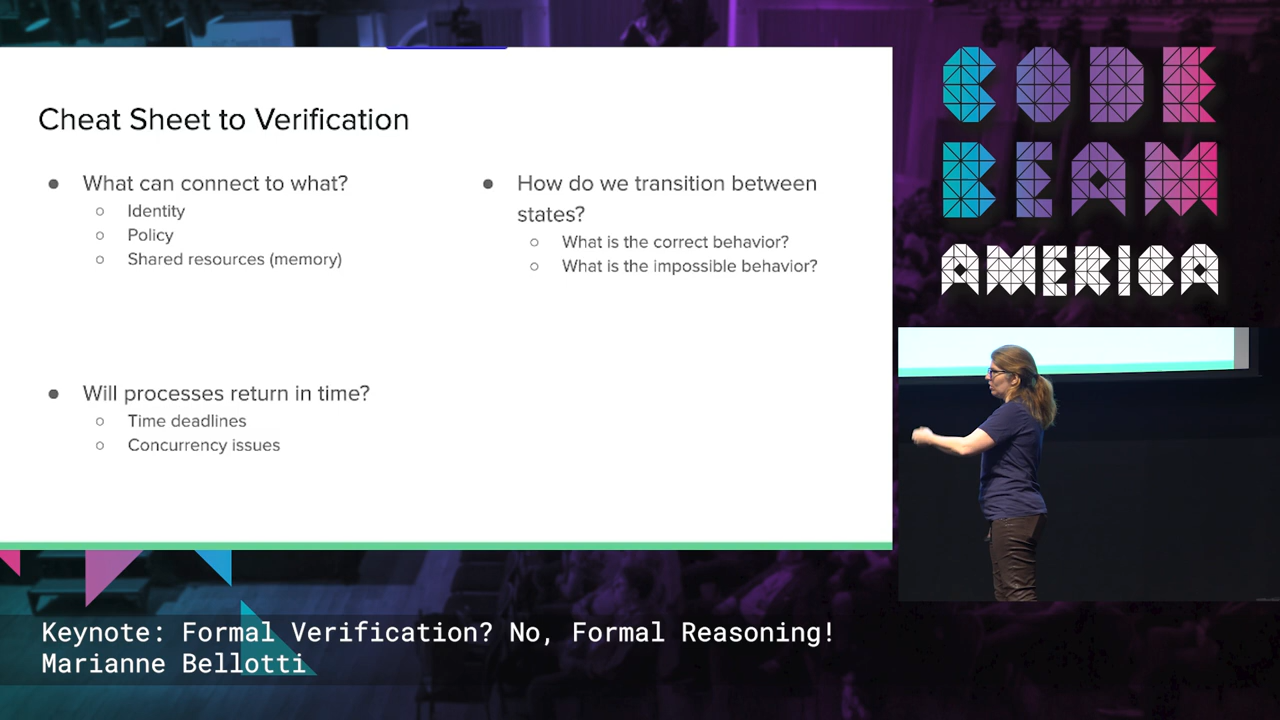 Cheat Sheet to Verification
What can connect to what?
Identity
Policy
Shared resources (memory)
How do we transition between
states?
What is the correct behavior?
What is the impossible behavior?
Will processes return in time?
Time deadlines
Concurrency issues
CODE
BEAM
AMERICA
Keynote: Formal Verification? No, Formal Reasoning!
Marianne Bellotti